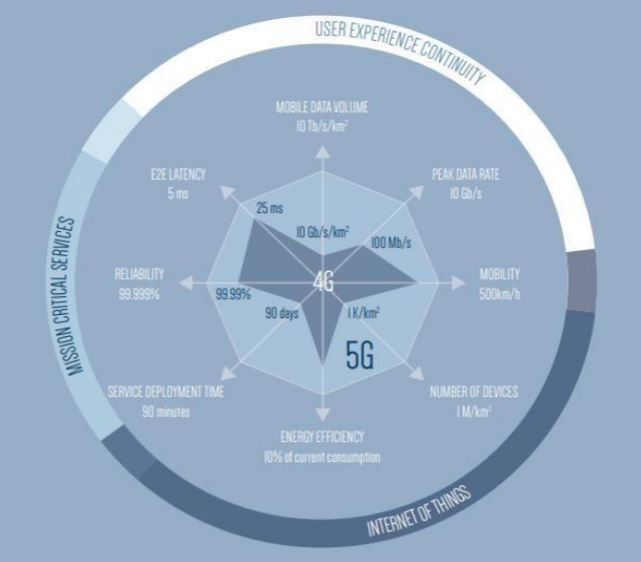 USER EXPERIENCE CONTINUITY
MOBILE DATA VOLUME
10 Tb/s/km²
E2E LATENCY
5 ms
PEAK DATA RATE
10 Gb/s
25 ms
10 Gb/s/km²
100 Mb/s
RELIABILITY
99.999%
4G
MOBILITY
500km/h
99.99%
90 days
1 K/km²
5G
MISSION CRITICAL SERVICES
SERVICE DEPLOYMENT TIME
90 minutes
NUMBER OF DEVICES
1 M/km²
ENERGY EFFICIENCY
10% of current consumption
INTERNET OF THINGS